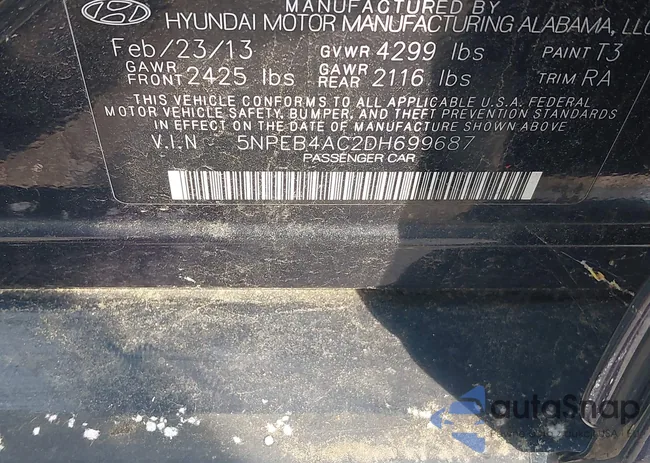 MANUFACTURED BY
HYUNDAI MOTOR MANUFACTURING ALABAMA, LLC
Feb/23/13 GVWR 4299 lbs PAINT T3
GAWR FRONT 2425 lbs GAWR REAR 2116 lbs TRIM RA
THIS VEHICLE CONFORMS TO ALL APPLICABLE U.S.A. FEDERAL
MOTOR VEHICLE SAFETY, BUMPER, AND THEFT PREVENTION STANDARDS
IN EFFECT ON THE DATE OF MANUFACTURE SHOWN ABOVE
V.I.N 5NPEB4AC2DH699687
PASSENGER CAR
autoSnap